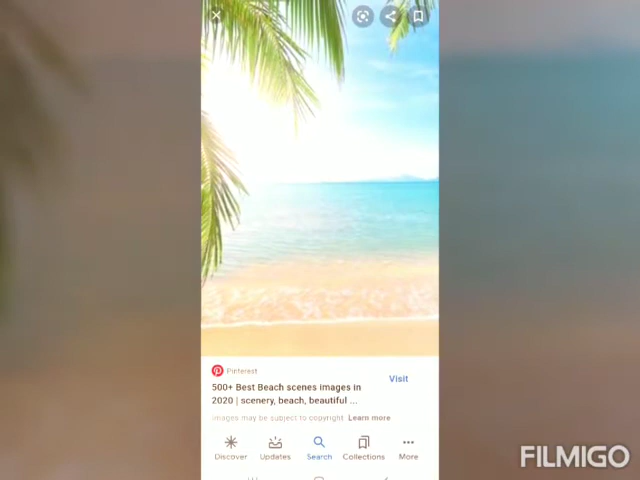 Pinterest
500+ Best Beach scenes images in
2020 | scenery, beach, beautiful ...
Visit
Images may be subject to copyright. Learn more
Discover
Updates
Search
Collections
More
FILMIGO